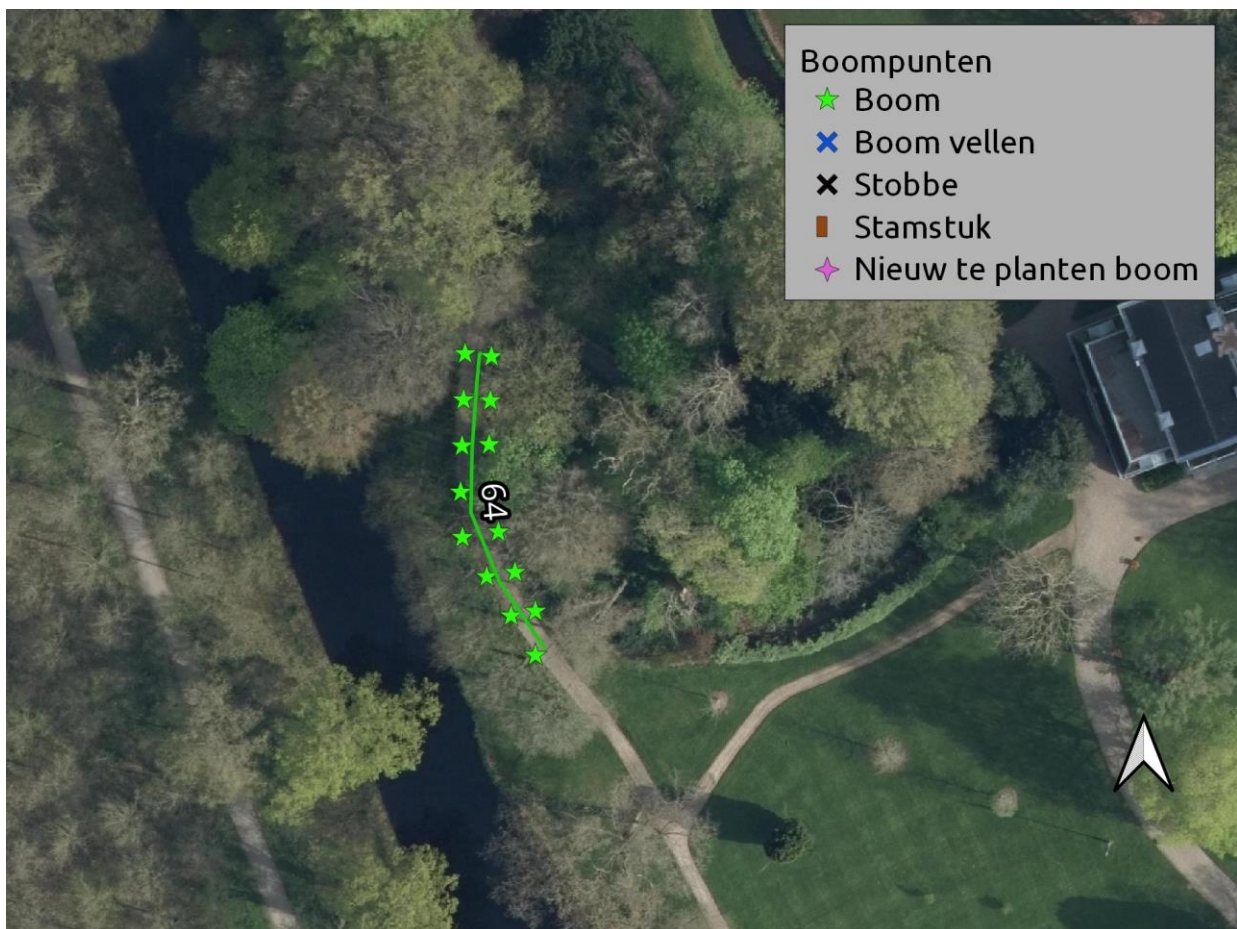 Boompunten
Boom
Boom vellen
Stobbe
Stamstuk
Nieuw te planten boom
64